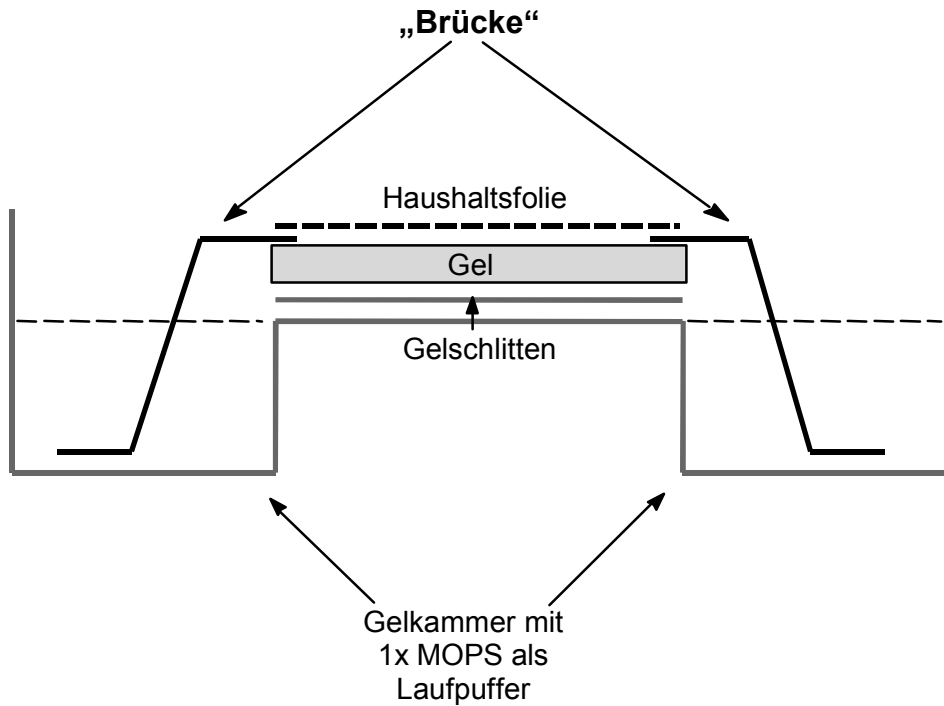 „Brücke“
Haushaltsfolie
Gel
Gelschlitten
Gelkammer mit
1x MOPS als
Laufpuffer